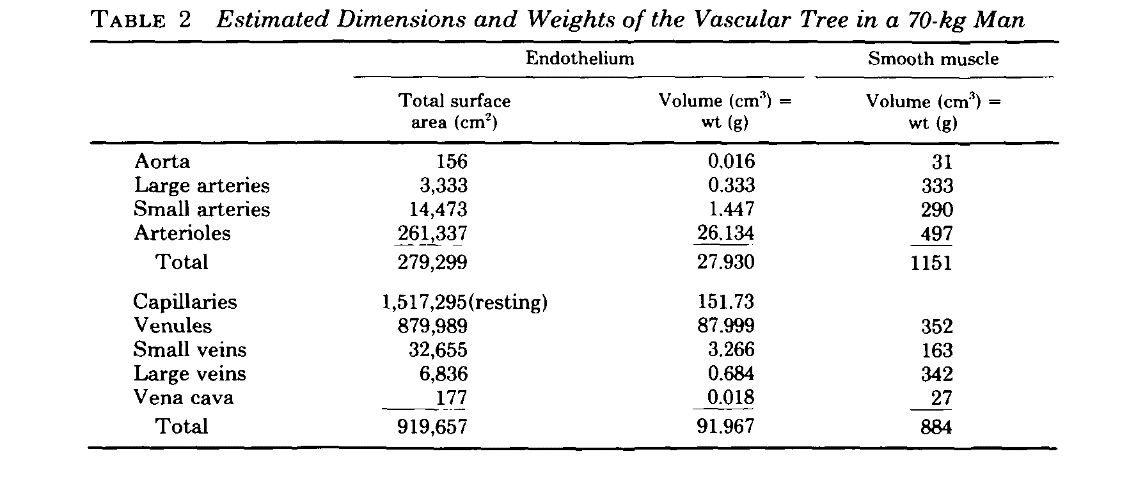 TABLE 2 Estimated Dimensions and Weights of the Vascular Tree in a 70-kg Man
Endothelium Smooth muscle
Total surface Volume (cm³) = Volume (cm³) =
area (cm²) wt (g) wt (g)
Aorta 156 0.016 31
Large arteries 3,333 0.333 333
Small arteries 14,473 1.447 290
Arterioles 261,337 26.134 497
Total 279,299 27.930 1151
Capillaries 1,517,295(resting) 151.73
Venules 879,989 87.999 352
Small veins 32,655 3.266 163
Large veins 6,836 0.684 342
Vena cava 177 0.018 27
Total 919,657 91.967 884